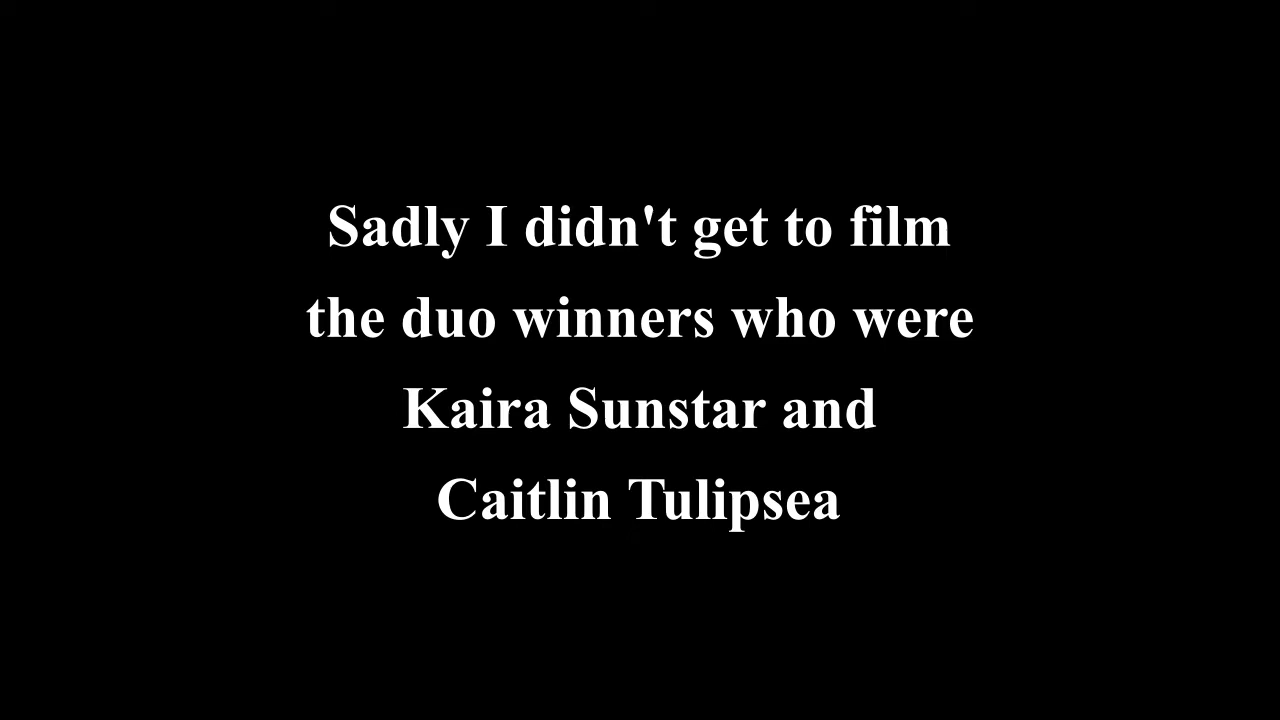 Sadly I didn't get to film
the duo winners who were
Kaira Sunstar and
Caitlin Tulipsea